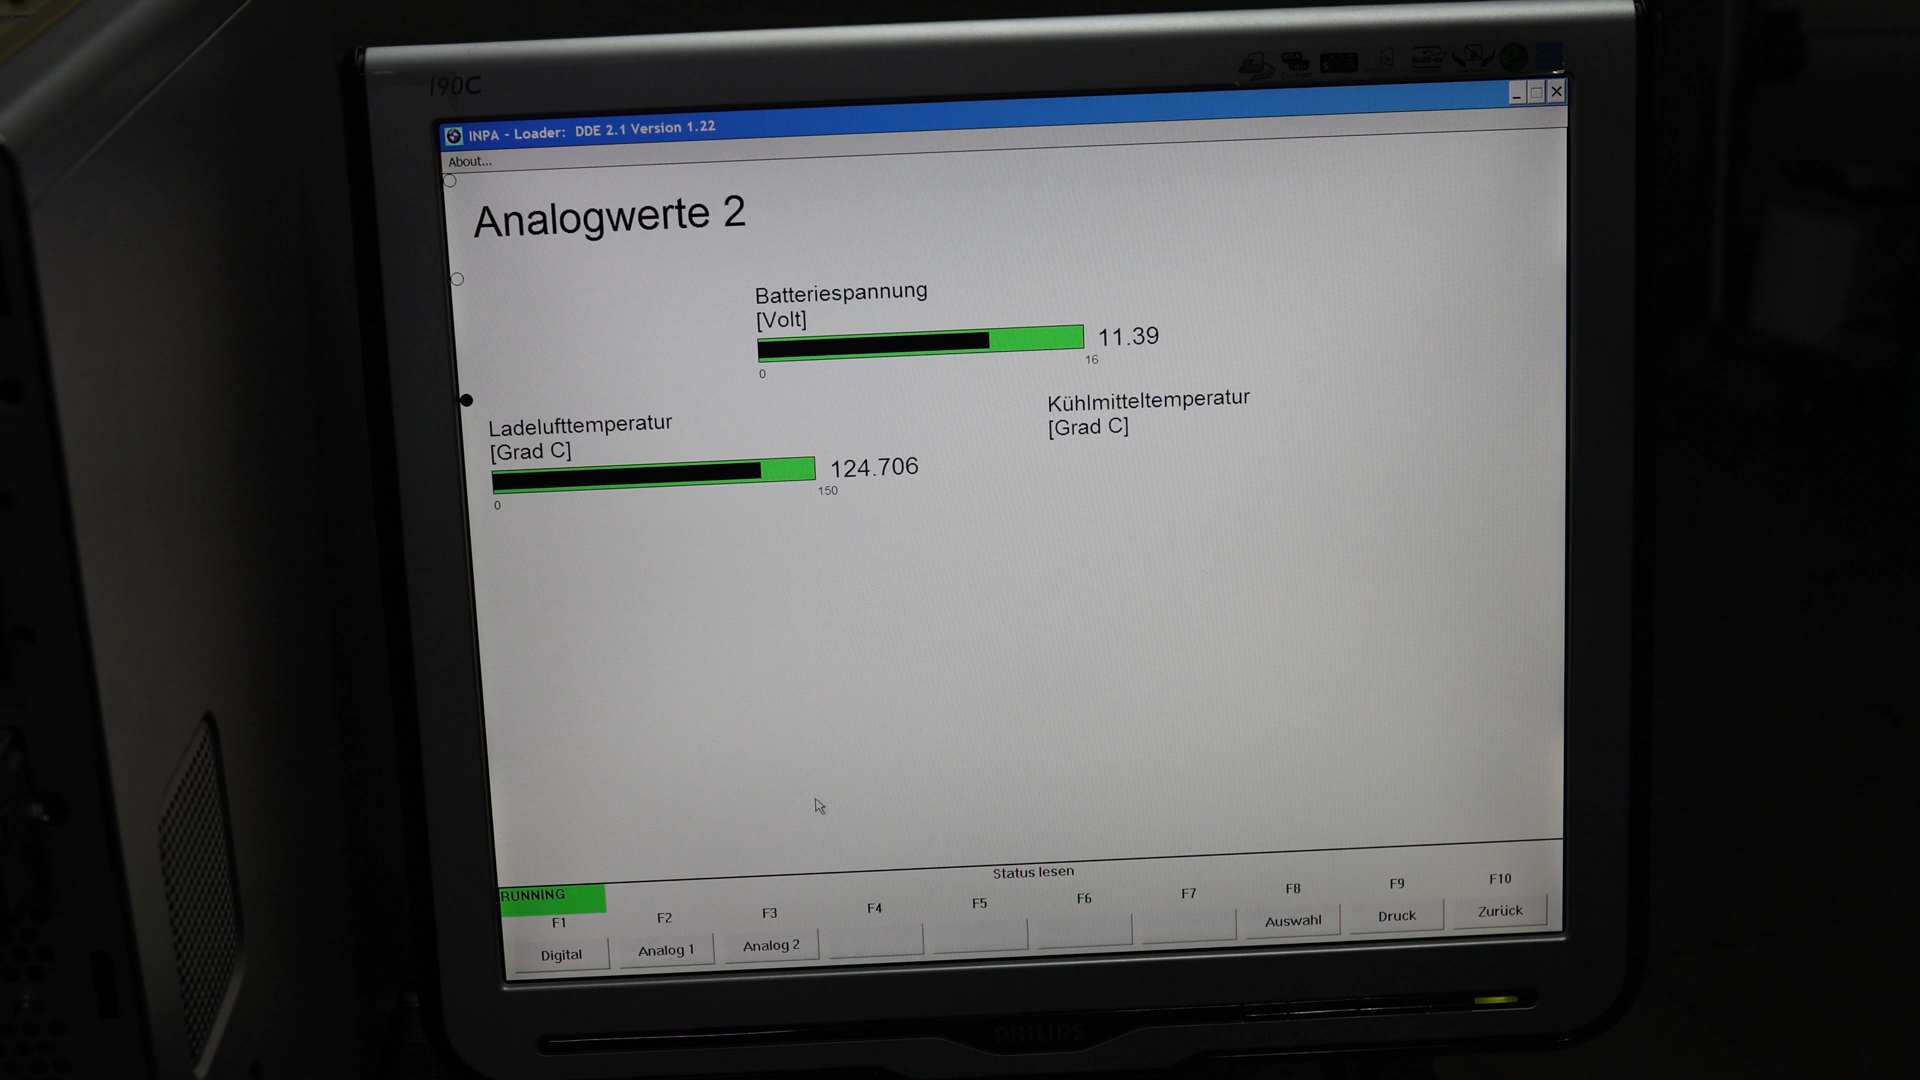 190C
INPA - Loader: DDE 2.1 Version 1.22
About...
Analogwerte 2
Batteriespannung
[Volt]
11.39
0
16
Ladelufttemperatur
[Grad C]
124.706
0
150
Kühlmitteltemperatur
[Grad C]
Status lesen
RUNNING
F1 F2 F3 F4 F5 F6 F7 F8 F9 F10
Digital Analog 1 Analog 2 Auswahl Druck Zurück
PHILIPS